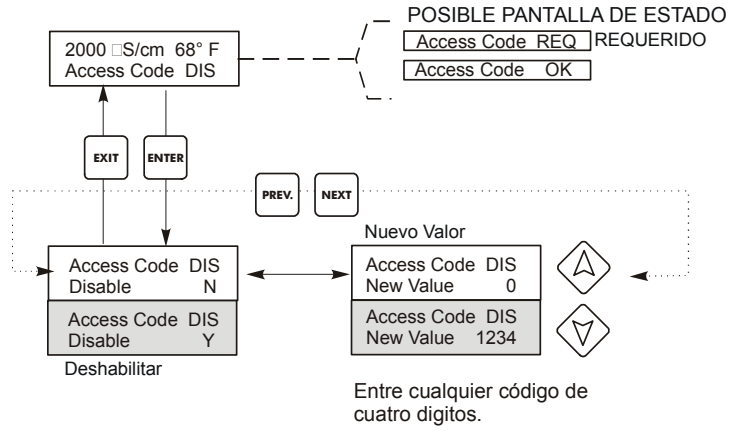 POSIBLE PANTALLA DE ESTADO
2000 □S/cm 68° F
Access Code DIS
Access Code REQ REQUERIDO
Access Code OK
EXIT
ENTER
PREV.
NEXT
Access Code DIS
Disable N
Access Code DIS
Disable Y
Deshabilitar
Nuevo Valor
Access Code DIS
New Value 0
Access Code DIS
New Value 1234
Entre cualquier código de
cuatro digitos.